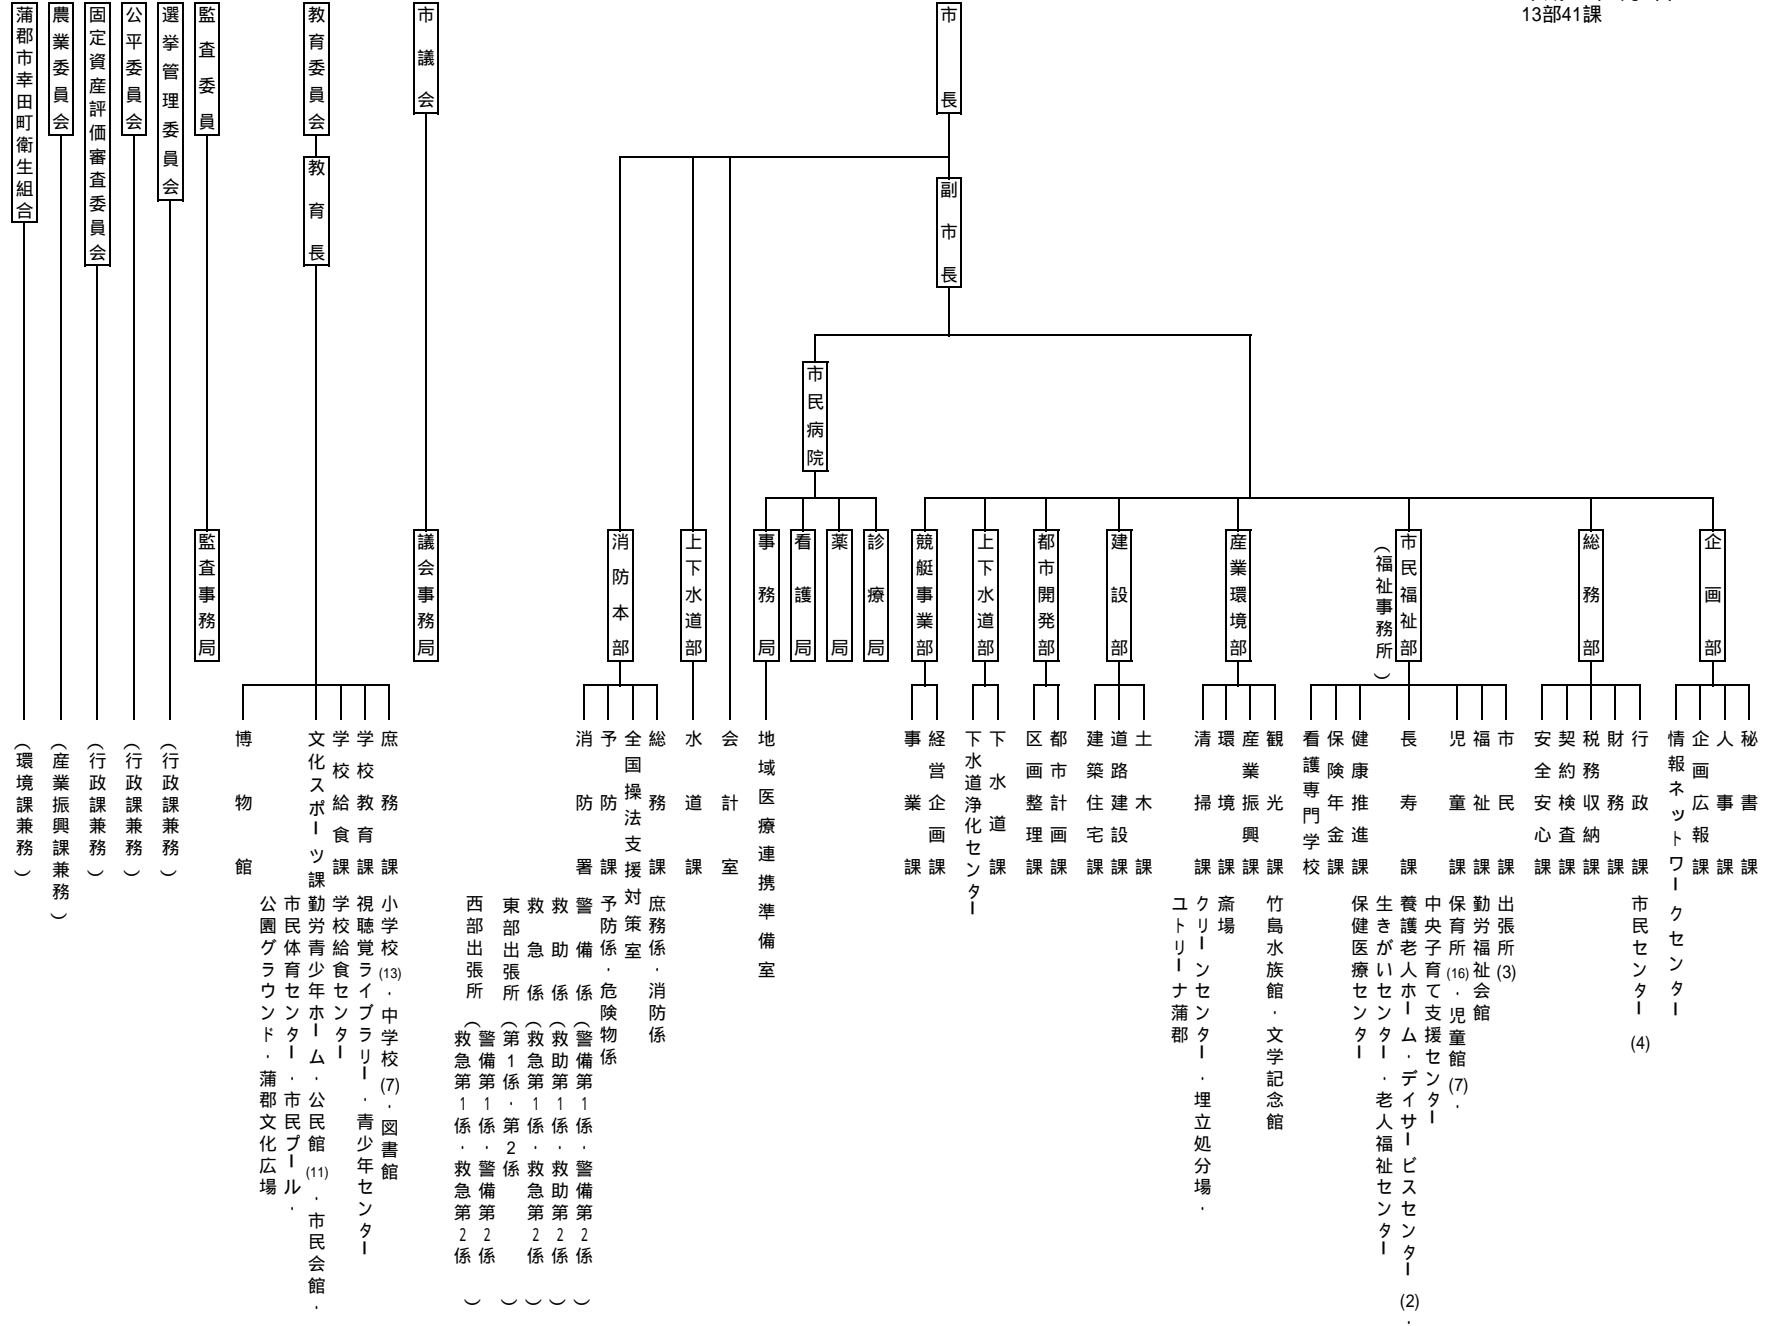 13部41課
市長
副市長
市議会
教育委員会
教育長
監査委員
選挙管理委員会
公平委員会
固定資産評価審査委員会
農業委員会
蒲郡市幸田町衛生組合
市民病院
企画部
総務部
市民福祉部
(福祉事務所)
産業環境部
建設部
都市開発部
上下水道部
競艇事業部
診療局
薬局
看護局
事務局
上下水道部
消防本部
議会事務局
監査事務局
秘書課
人事課
企画広報課
情報ネットワークセンター
行政課
市民センター(4)
財務課
税務収納課
契約検査課
安全安心課
市民課
出張所(3)
福祉課
勤労福祉会館
児童課
保育所(16)・児童館(7)・
中央子育て支援センター
長寿課
養護老人ホーム・デイサービスセンター(2)・
生きがいセンター・老人福祉センター
健康推進課
保健医療センター
保険年金課
看護専門学校
観光課
竹島水族館・文学記念館
産業振興課
環境課
斎場
清掃課
クリーンセンター・埋立処分場・
ユトリーナ蒲郡
土木課
道路建設課
建築住宅課
都市計画課
区画整理課
下水道課
下水道浄化センター
経営企画課
事業課
地域医療連携準備室
会計室
水道課
総務課
庶務係・消防係
全国操法支援対策室
予防課
予防係・危険物係
消防署
警備係(警備第1係・警備第2係)
救助係(救助第1係・救助第2係)
救急係(救急第1係・救急第2係)
東部出張所(第1係・第2係)
西部出張所(警備第1係・警備第2係
救急第1係・救急第2係)
庶務課
小学校(13)・中学校(7)・図書館
学校教育課
視聴覚ライブラリー・青少年センター
学校給食課
学校給食センター
文化スポーツ課
勤労青少年ホーム・公民館(11)・市民会館・
市民体育センター・市民プール・
公園グラウンド・蒲郡文化広場
博物館
(行政課兼務)
(行政課兼務)
(行政課兼務)
(産業振興課兼務)
(環境課兼務)